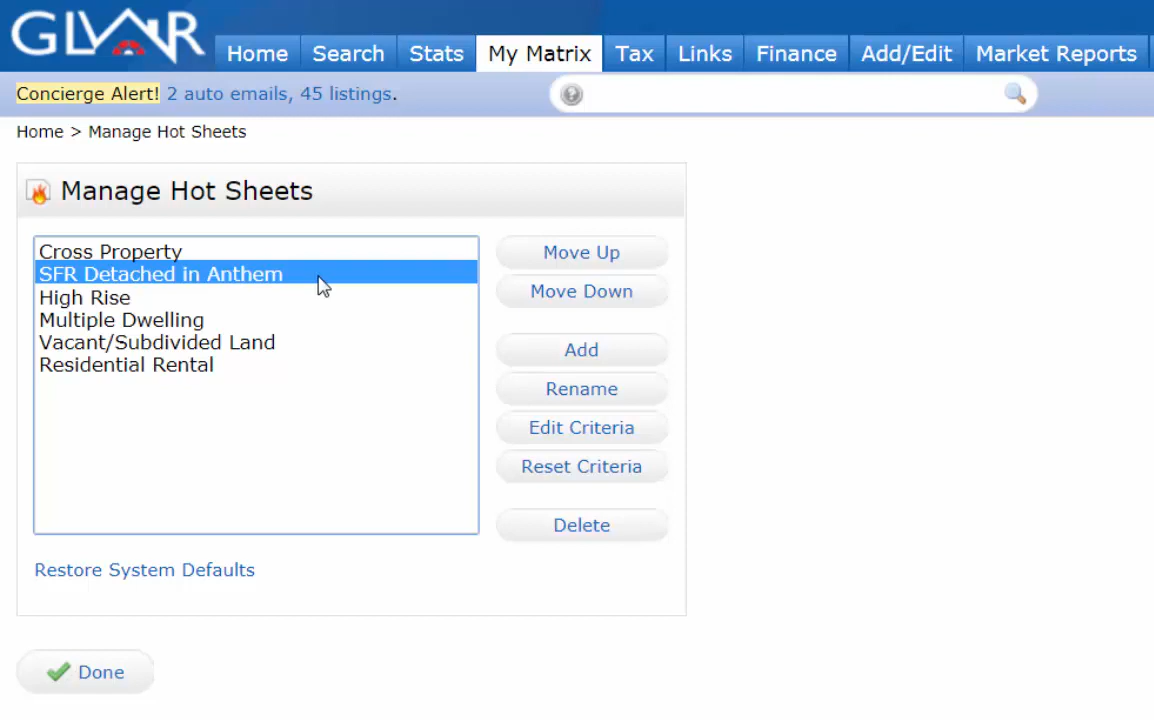 GLVAR
Home Search Stats My Matrix Tax Links Finance Add/Edit Market Reports
Concierge Alert! 2 auto emails, 45 listings.
Home > Manage Hot Sheets
Manage Hot Sheets
Cross Property
SFR Detached in Anthem
High Rise
Multiple Dwelling
Vacant/Subdivided Land
Residential Rental
Move Up
Move Down
Add
Rename
Edit Criteria
Reset Criteria
Delete
Restore System Defaults
Done